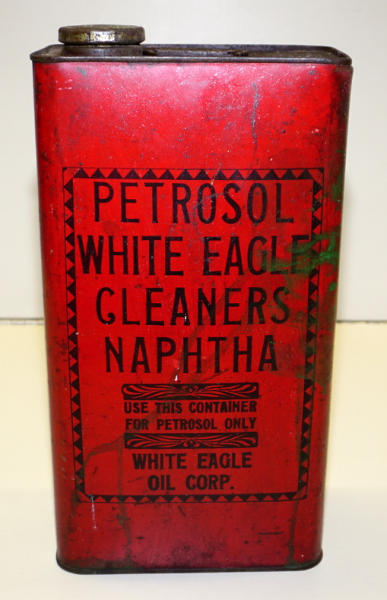 PETROSOL
WHITE EAGLE
CLEANERS
NAPHTHA
USE THIS CONTAINER
FOR PETROSOL ONLY
WHITE EAGLE
OIL CORP.